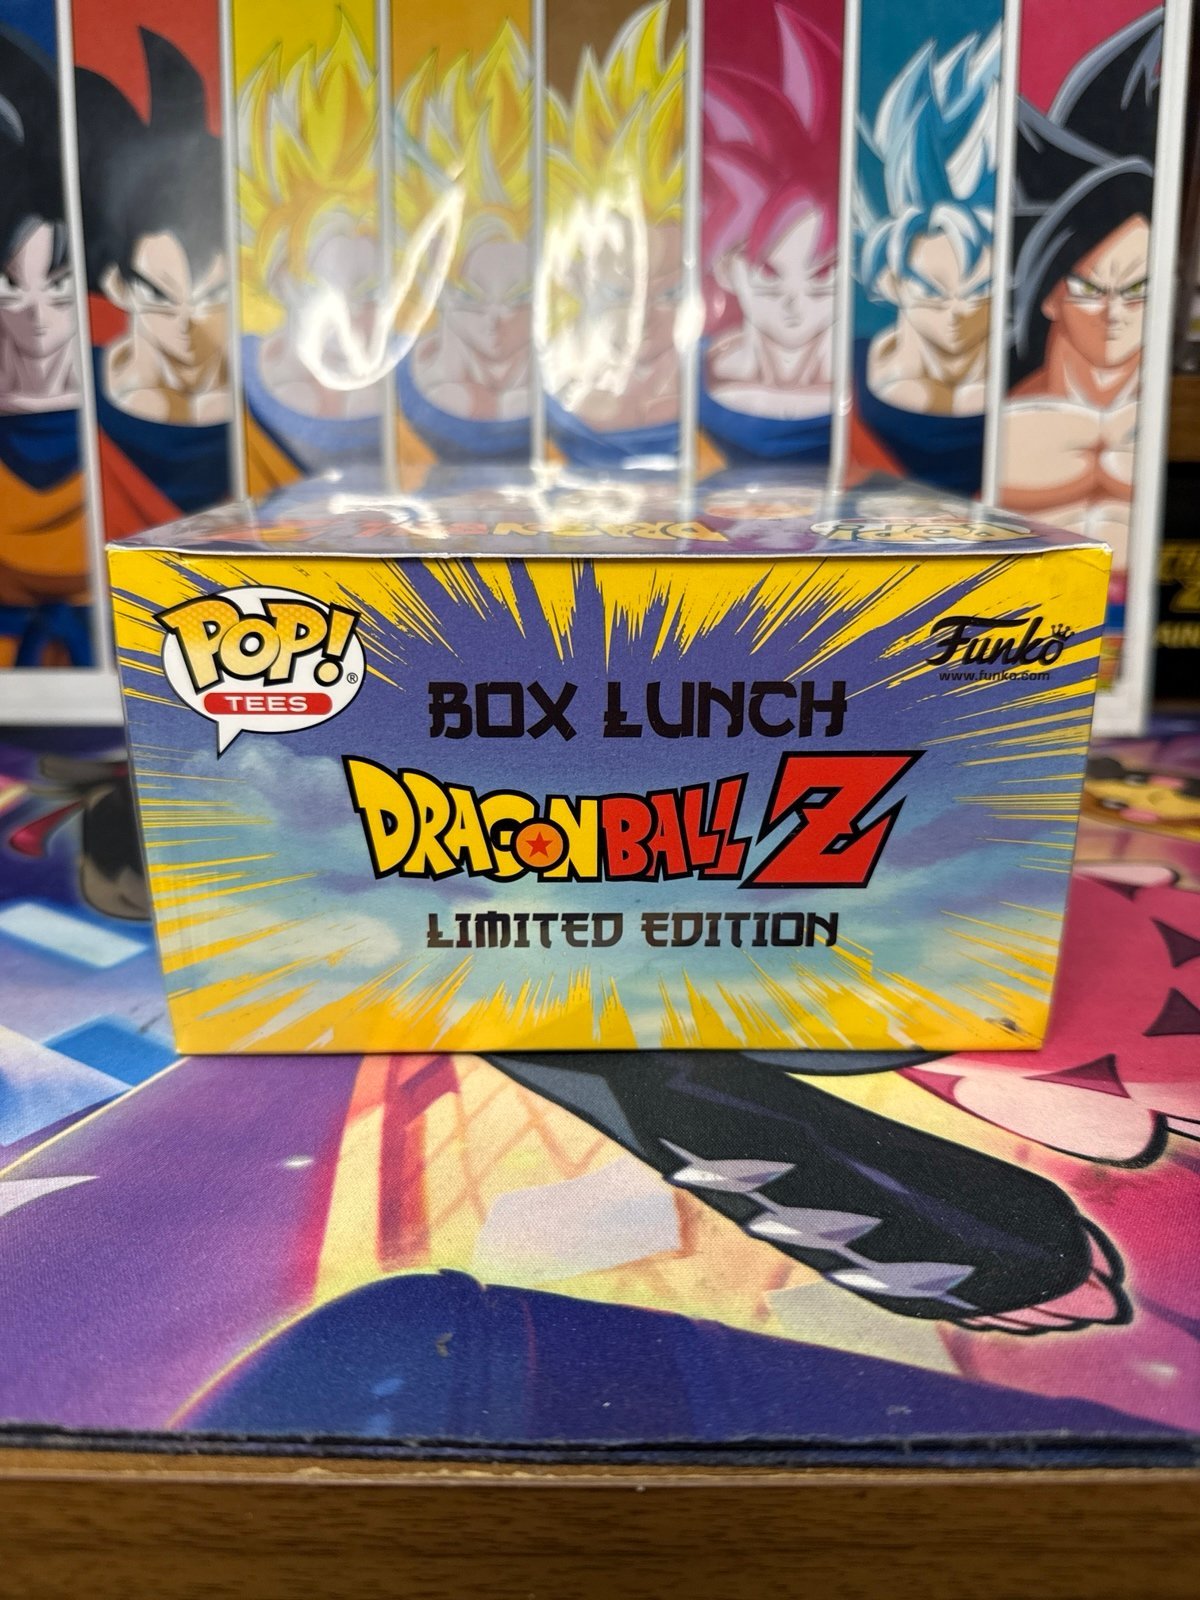 POP!®
TEES
Funko
www.funko.com
BOX LUNCH
DRAGONBALL Z
LIMITED EDITION